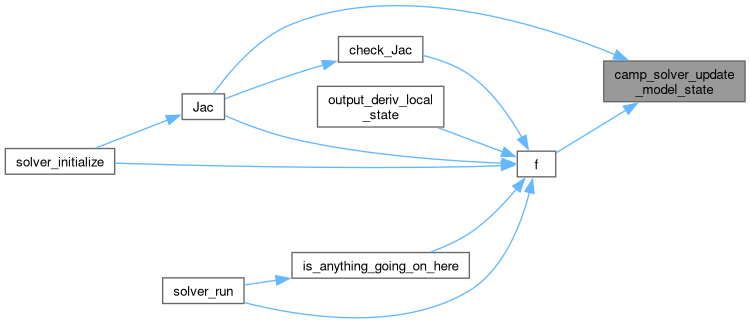 check_Jac
camp_solver_update
_model_state
Jac
output_deriv_local
_state
solver_initialize
f
is_anything_going_on_here
solver_run